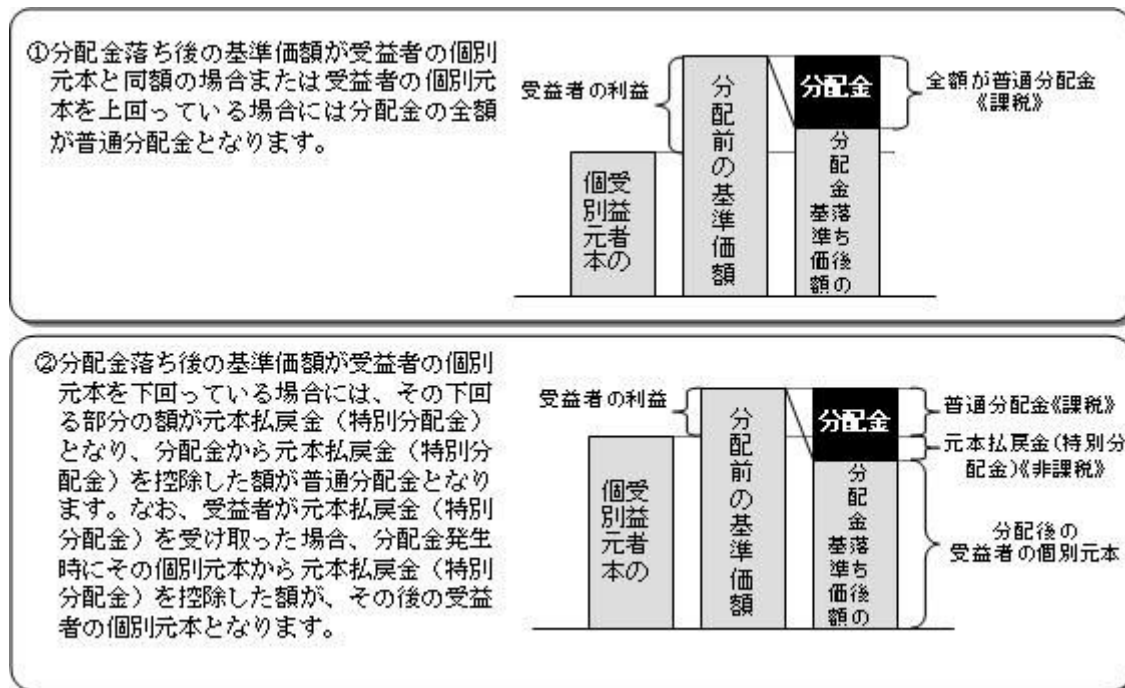 ①分配金落ち後の基準価額が受益者の個別
元本と同額の場合または受益者の個別元
本を上回っている場合には分配金の全額
が普通分配金となります。
受益者の利益
受益者の
個別元本
分配前の基準価額
分配金
分配金落ち後の
基準価額
全額が普通分配金
《課税》
②分配金落ち後の基準価額が受益者の個別
元本を下回っている場合には、その下回
る部分の額が元本払戻金（特別分配金）
となり、分配金から元本払戻金（特別分
配金）を控除した額が普通分配金となり
ます。なお、受益者が元本払戻金（特別
分配金）を受け取った場合、分配金発生
時にその個別元本から元本払戻金（特別
分配金）を控除した額が、その後の受益
者の個別元本となります。
受益者の利益
受益者の
個別元本
分配前の基準価額
分配金
分配金落ち後の
基準価額
普通分配金《課税》
元本払戻金(特別分
配金)《非課税》
分配後の
受益者の個別元本